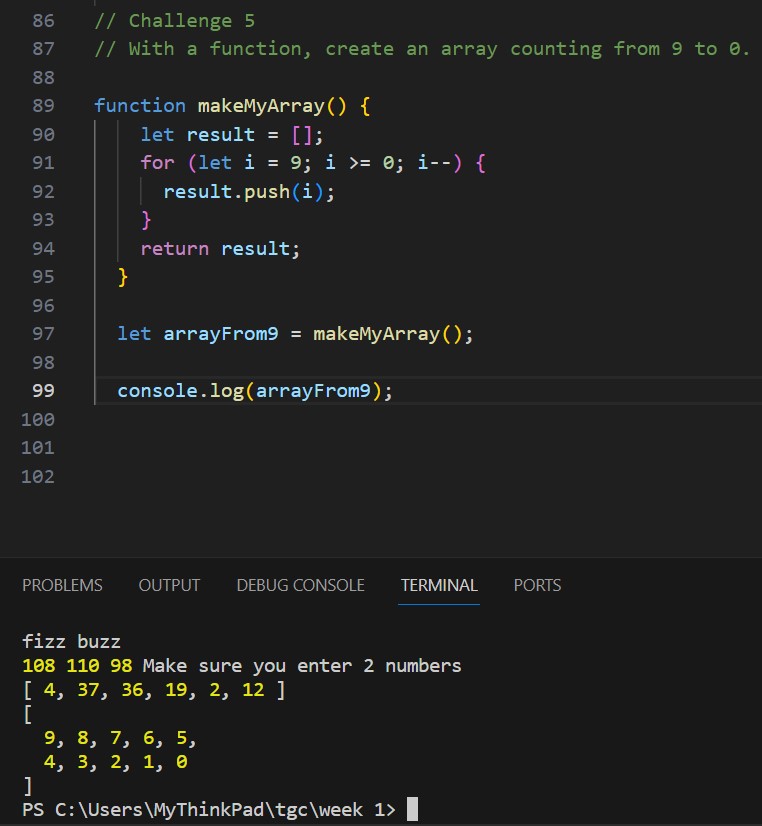 86 // Challenge 5
87 // With a function, create an array counting from 9 to 0.
88
89 function makeMyArray() {
90 let result = [];
91 for (let i = 9; i >= 0; i--) {
92 result.push(i);
93 }
94 return result;
95 }
96
97 let arrayFrom9 = makeMyArray();
98
99 console.log(arrayFrom9);
100
101
102
PROBLEMS OUTPUT DEBUG CONSOLE TERMINAL PORTS
fizz buzz
108 110 98 Make sure you enter 2 numbers
[ 4, 37, 36, 19, 2, 12 ]
[
9, 8, 7, 6, 5,
4, 3, 2, 1, 0
]
PS C:\Users\MyThinkPad\tgc\week 1>